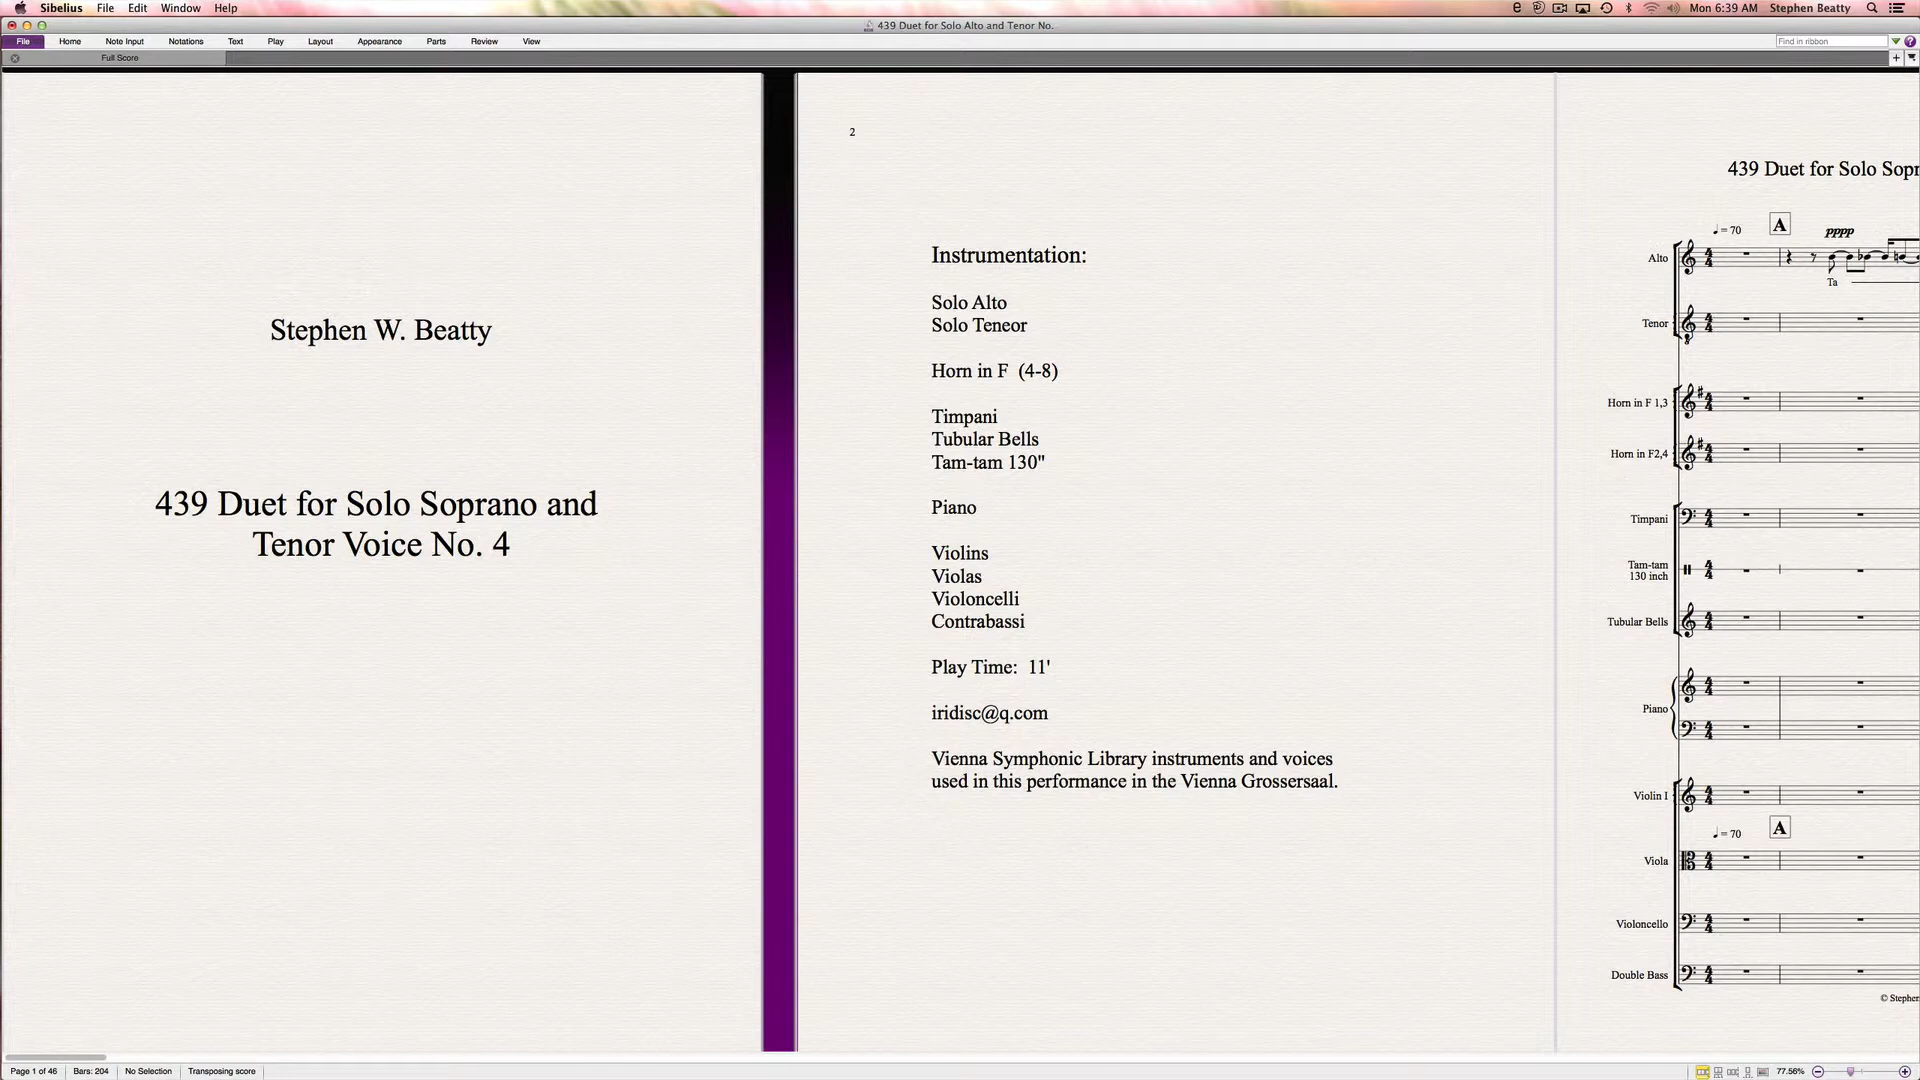 Sibelius File Edit Window Help
Mon 6:39 AM Stephen Beatty
439 Duet for Solo Alto and Tenor No.
File Home Note Input Notations Text Play Layout Appearance Parts Review View
Find in ribbon
Full Score
Stephen W. Beatty
439 Duet for Solo Soprano and
Tenor Voice No. 4
2
Instrumentation:
Solo Alto
Solo Teneor
Horn in F (4-8)
Timpani
Tubular Bells
Tam-tam 130"
Piano
Violins
Violas
Violoncelli
Contrabassi
Play Time: 11'
iridisc@q.com
Vienna Symphonic Library instruments and voices
used in this performance in the Vienna Grossersaal.
439 Duet for Solo Sopr
♩ = 70 A pppp
Alto
Ta
Tenor
Horn in F 1,3
Horn in F2,4
Timpani
Tam-tam
130 inch
Tubular Bells
Piano
Violin I
♩ = 70 A
Viola
Violoncello
Double Bass
© Stephen
Page 1 of 46 Bars: 204 No Selection Transposing score
77.56%